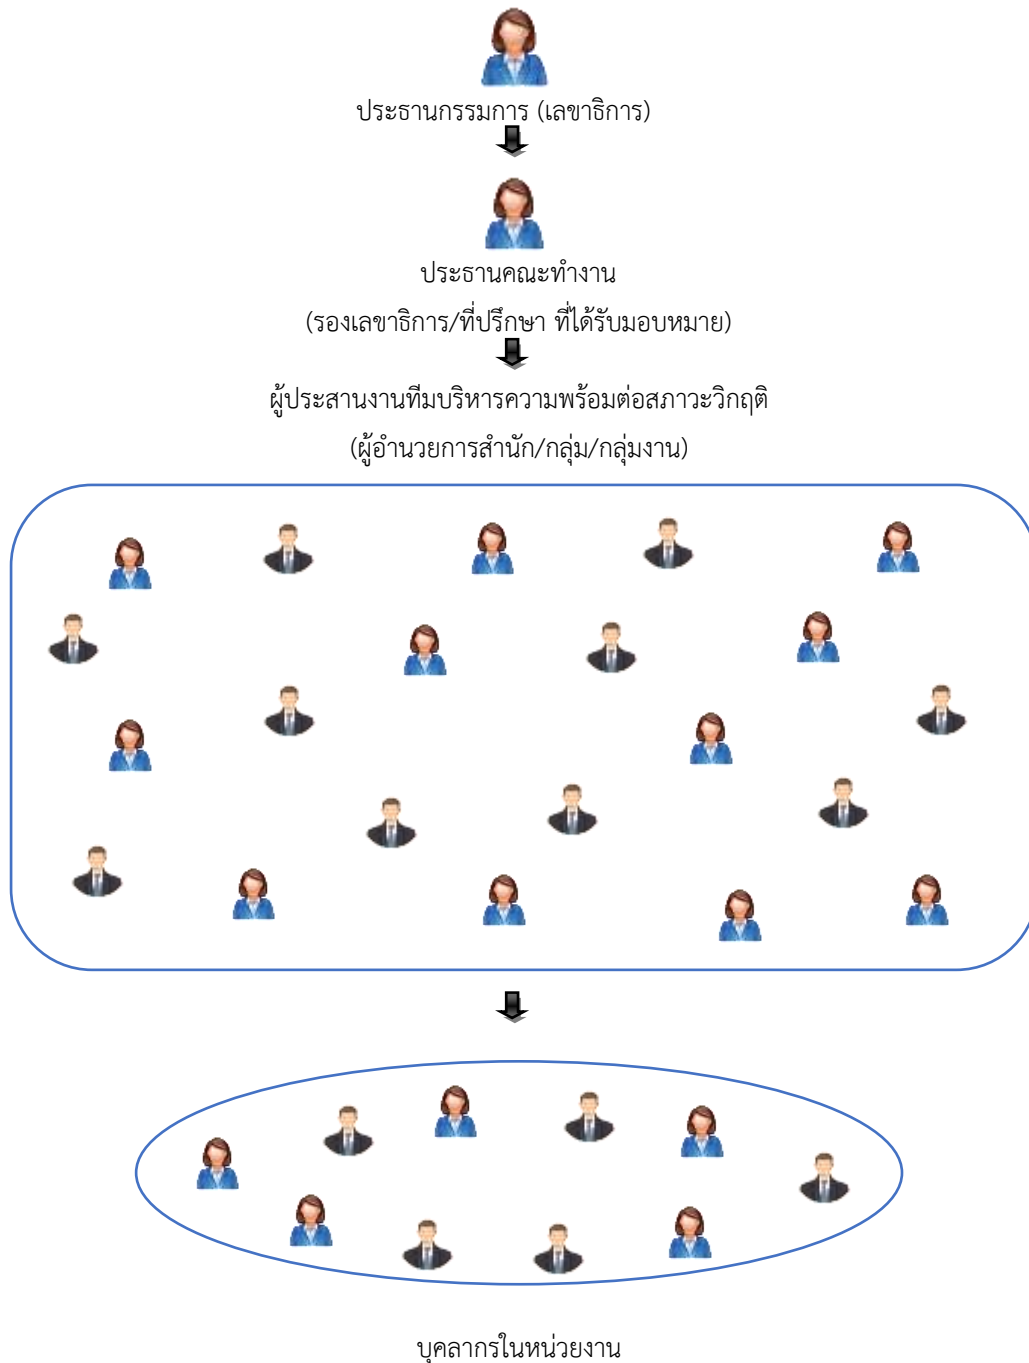 ประธานกรรมการ (เลขาธิการ)
ประธานคณะทำงาน
(รองเลขาธิการ/ที่ปรึกษา ที่ได้รับมอบหมาย)
ผู้ประสานงานทีมบริหารความพร้อมต่อสภาวะวิกฤติ
(ผู้อำนวยการสำนัก/กลุ่ม/กลุ่มงาน)
บุคลากรในหน่วยงาน